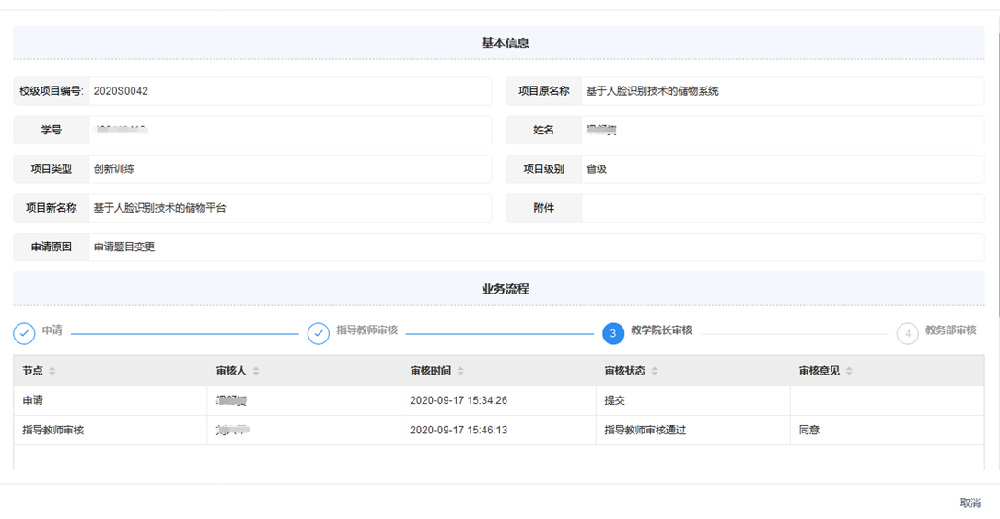 基本信息
校级项目编号: 2020S0042 项目原名称 基于人脸识别技术的储物系统
学号 姓名
项目类型 创新训练 项目级别 省级
项目新名称 基于人脸识别技术的储物平台 附件
申请原因 申请题目变更
业务流程
申请 指导教师审核 3 教学院长审核 4 教务部审核
节点 审核人 审核时间 审核状态 审核意见
申请 2020-09-17 15:34:26 提交
指导教师审核 2020-09-17 15:46:13 指导教师审核通过 同意
取消